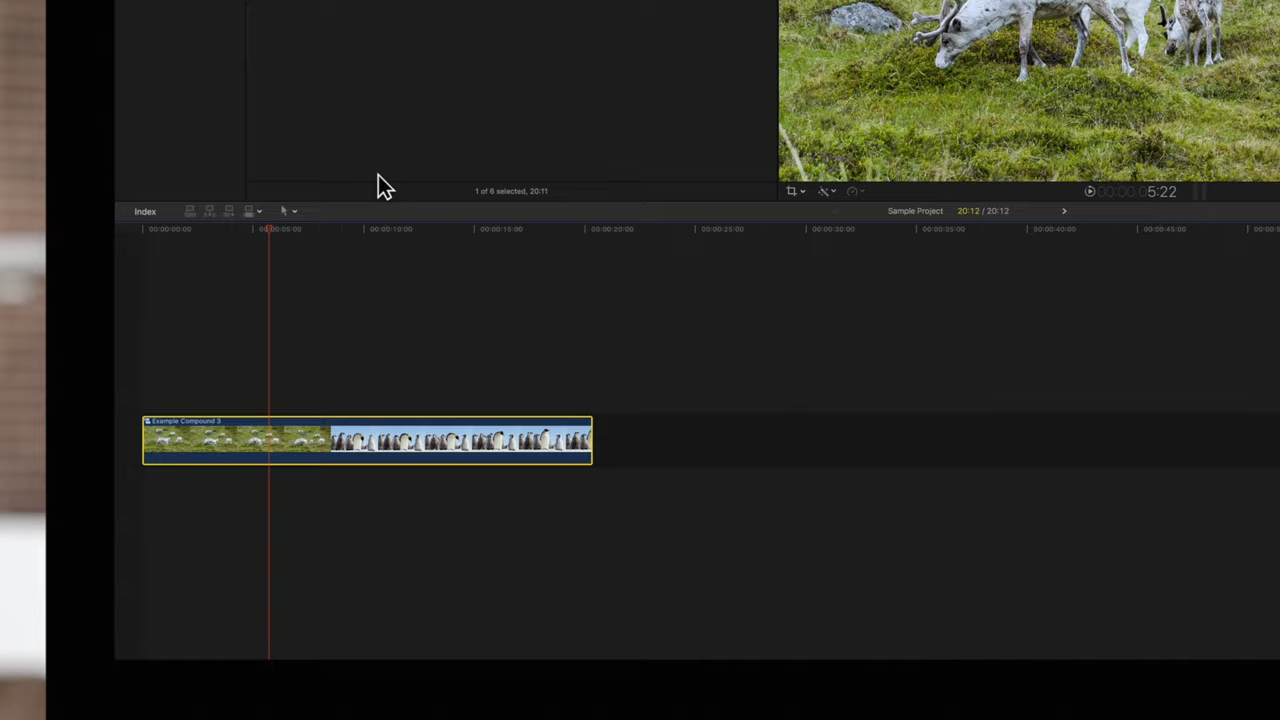 1 of 6 selected, 20:11
00:00:00:05:22
Index
Sample Project
20:12 / 20:12
00:00:00:00
00:00:05:00
00:00:10:00
00:00:15:00
00:00:20:00
00:00:25:00
00:00:30:00
00:00:35:00
00:00:40:00
00:00:45:00
Example Compound 3